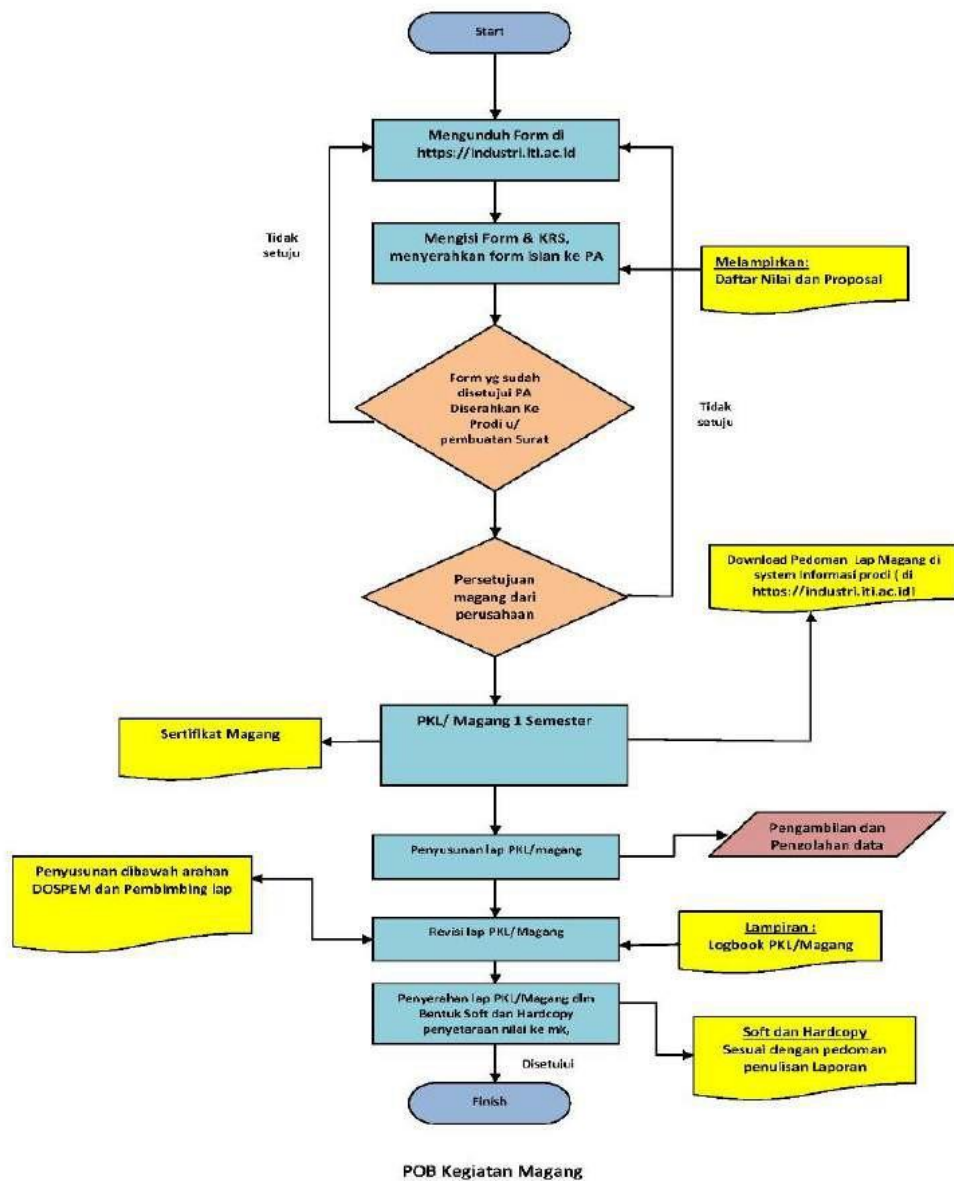 Start
Mengunduh Form di
https://industri.iti.ac.id
Tidak
setuju
Mengisi Form & KRS,
menyerahkan form isian ke PA
Melampirkan:
Daftar Nilai dan Proposal
Form yg sudah
disetujui PA
Diserahkan Ke
Prodi u/
pembuatan Surat
Tidak
setuju
Persetujuan
magang dari
perusahaan
Download Pedoman Lap Magang di
system Informasi prodi ( di
https://industri.iti.ac.id)
PKL/ Magang 1 Semester
Sertifikat Magang
Penyusunan lap PKL/magang
Pengambilan dan
Pengolahan data
Penyusunan dibawah arahan
DOSPEM dan Pembimbing lap
Revisi lap PKL/Magang
Lampiran :
Logbook PKL/Magang
Penyerahan lap PKL/Magang dlm
Bentuk Soft dan Hardcopy
penyetaraan nilai ke mk,
Soft dan Hardcopy
Sesuai dengan pedoman
penulisan Laporan
Disetujui
Finish
POB Kegiatan Magang